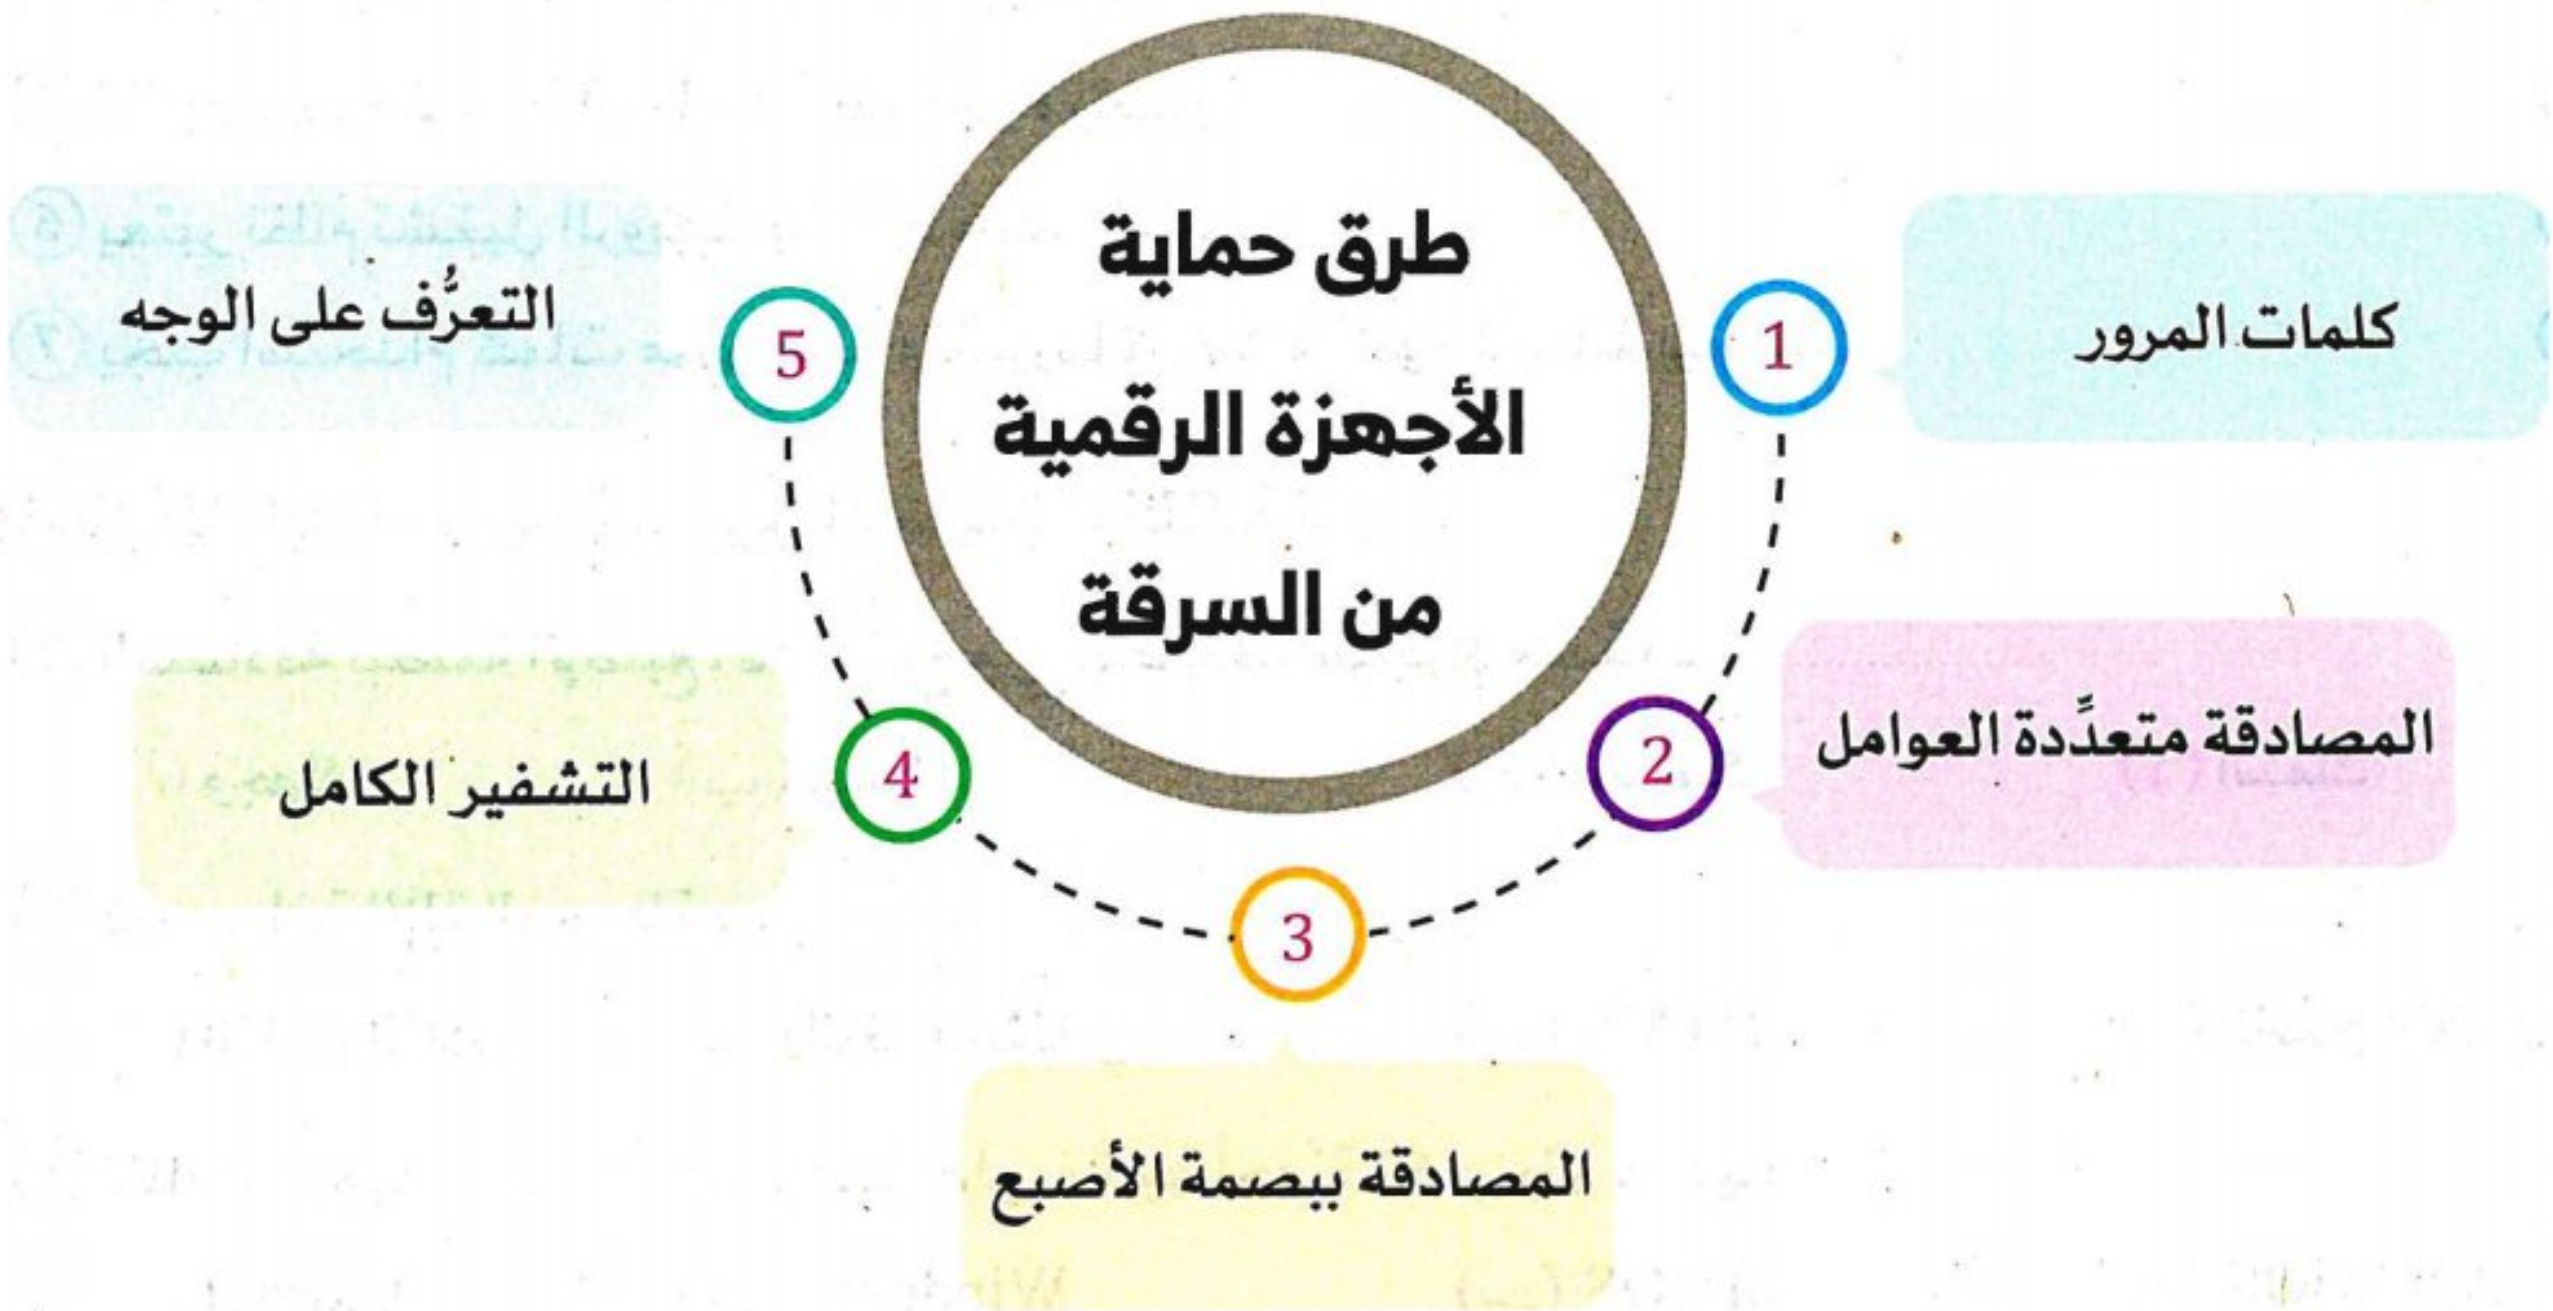 طرق حماية
الأجهزة الرقمية
من السرقة
1
كلمات المرور
2
المصادقة متعدِّدة العوامل
3
المصادقة ببصمة الأصبع
4
التشفير الكامل
5
التعرُّف على الوجه